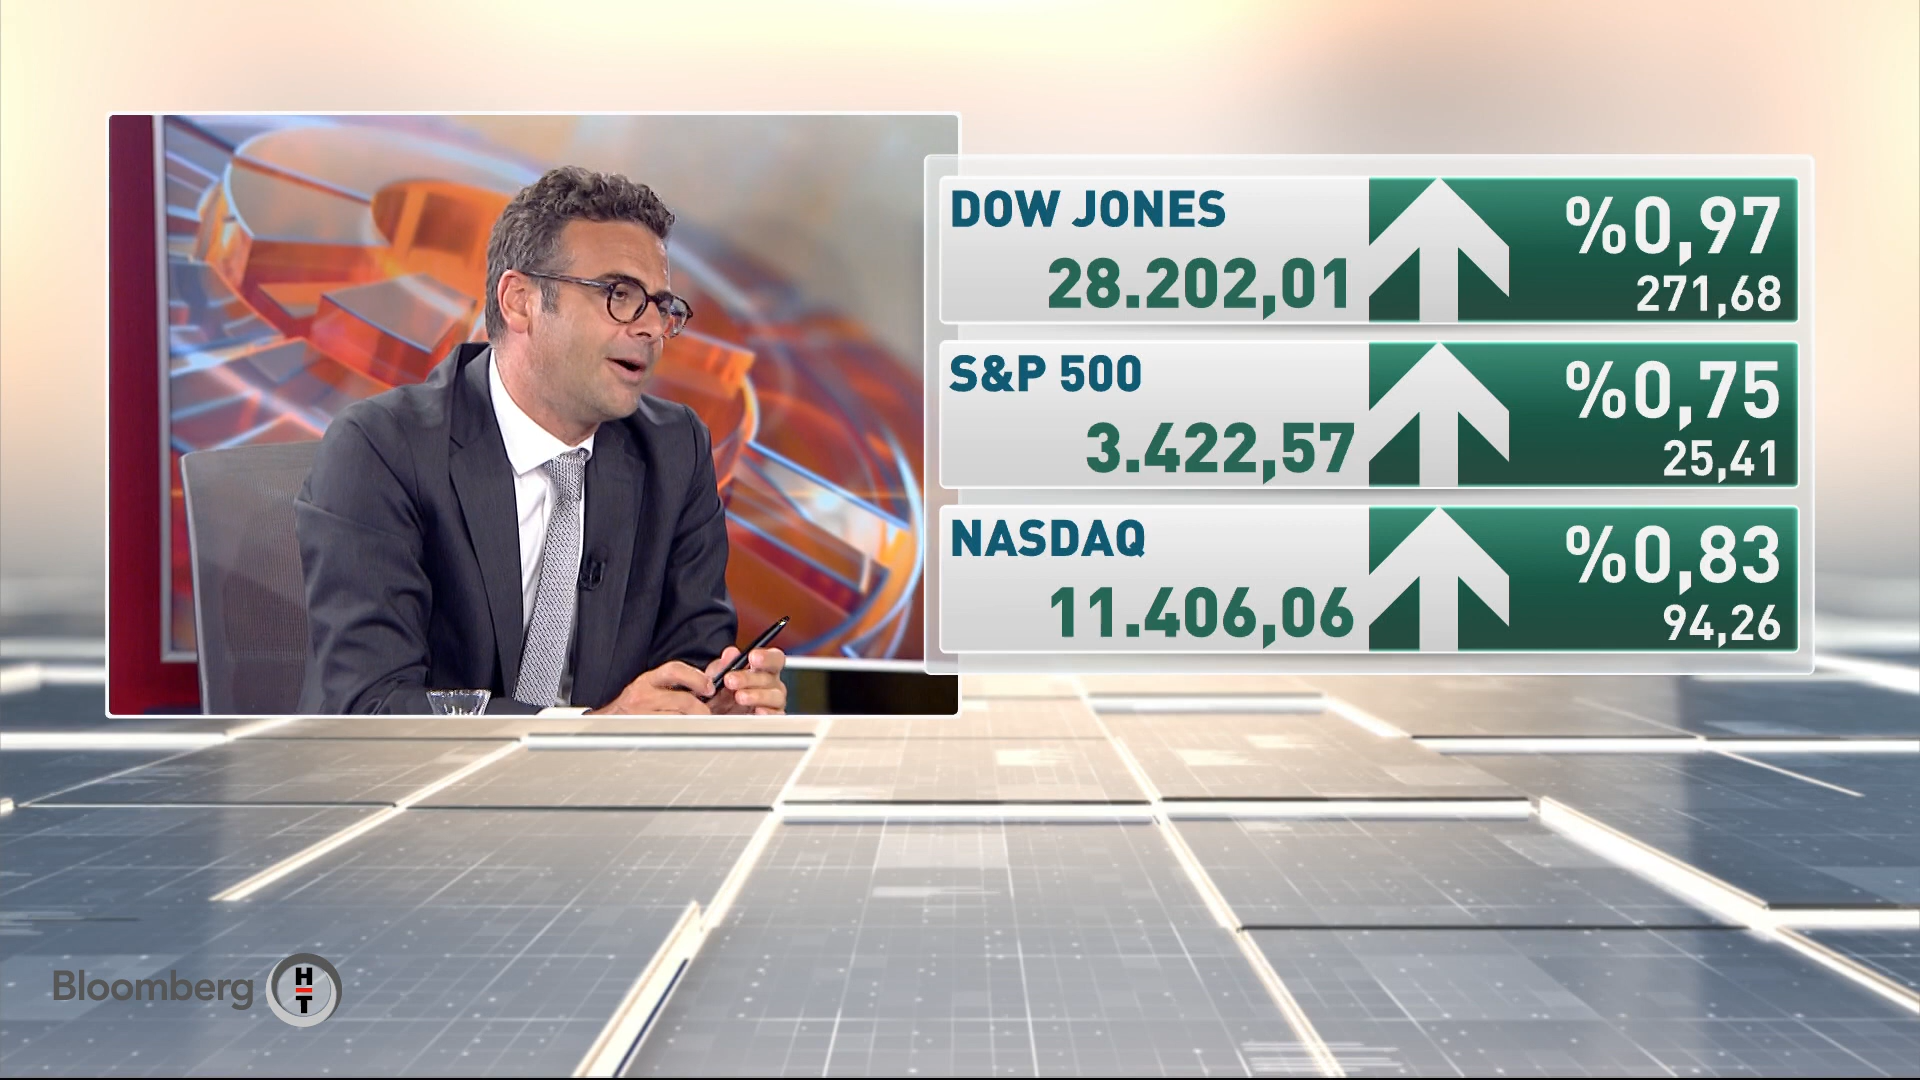 DOW JONES
%0,97
28.202,01
271,68
S&P 500
%0,75
3.422,57
25,41
NASDAQ
%0,83
11.406,06
94,26
Bloomberg HT